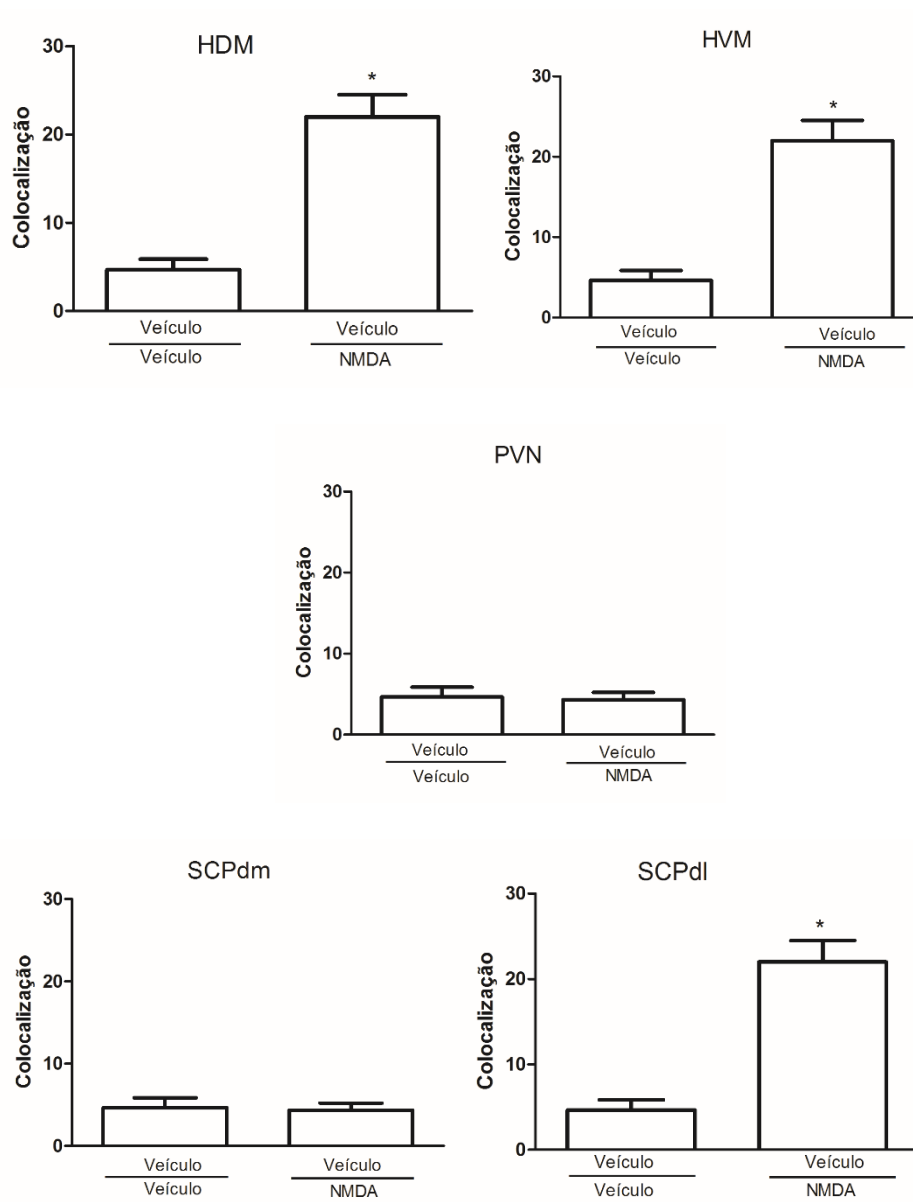 HDM
30
20
10
0
Colocalização
*
Veículo
Veículo
Veículo
NMDA
HVM
30
20
10
0
Colocalização
*
Veículo
Veículo
Veículo
NMDA
PVN
30
20
10
0
Colocalização
Veículo
Veículo
Veículo
NMDA
SCPdm
30
20
10
0
Colocalização
Veículo
Veículo
Veículo
NMDA
SCPdl
30
20
10
0
Colocalização
*
Veículo
Veículo
Veículo
NMDA